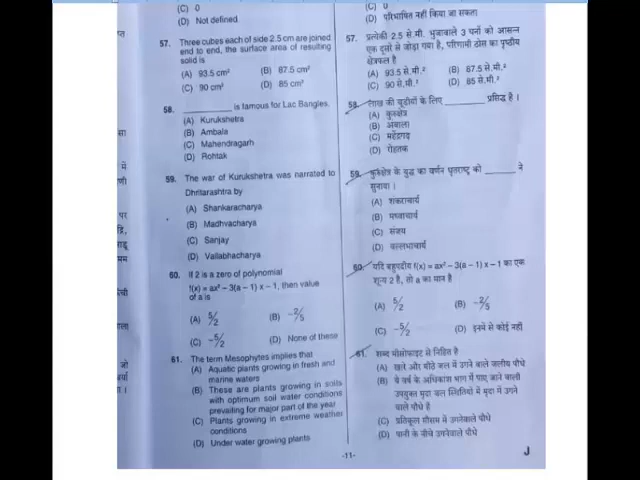 (C) 0
(D) Not defined
57. Three cubes each of side 2.5 cm are joined
end to end, the surface area of resulting
solid is
(A) 93.5 cm²
(B) 87.5 cm²
(C) 90 cm²
(D) 85 cm²
58. __________ is famous for Lac Bangles.
(A) Kurukshetra
(B) Ambala
(C) Mahendragarh
(D) Rohtak
59. The war of Kurukshetra was narrated to
Dhritarashtra by
(A) Shankaracharya
(B) Madhvacharya
(C) Sanjay
(D) Vallabhacharya
60. If 2 is a zero of polynomial
f(x) = ax² – 3(a – 1) x – 1, then value
of a is
(A) 5/2
(B) -2/5
(C) -5/2
(D) None of these
61. The term Mesophytes implies that
(A) Aquatic plants growing in fresh and
marine waters
(B) These are plants growing in soils
with optimum soil water conditions
prevailing for major part of the year
(C) Plants growing in extreme weather
conditions
(D) Under water growing plants
(C) 0
(D) परिभाषित नहीं किया जा सकता
57. प्रत्येकी 2.5 से.मी. भुजावाले 3 घनों को आसन्न
एक दूसरे से जोड़ा गया है, परिणामी ठोस का पृष्ठीय
क्षेत्रफल है
(A) 93.5 से.मी.²
(B) 87.5 से.मी.²
(C) 90 से.मी.²
(D) 85 से.मी.²
58. लाख की चूडीयों के लिए ________ प्रसिद्ध है ।
(A) कुरुक्षेत्र
(B) अंबाला
(C) महेंद्रगढ़
(D) रोहतक
59. कुरुक्षेत्र के युद्ध का वर्णन धृतराष्ट्र को ______ ने
सुनाया ।
(A) शंकराचार्य
(B) मध्वाचार्य
(C) संजय
(D) वल्लभाचार्य
60. यदि बहुपदीय f(x) = ax² – 3(a – 1) x – 1 का एक
शून्य 2 है, तो a का मान है
(A) 5/2
(B) -2/5
(C) -5/2
(D) इनमें से कोई नहीं
61. शब्द मीसोफाइट से निहित है
(A) खारे और मीठे जल में उगने वाले जलीय पौधे
(B) वे वर्ष के अधिकांश भाग में पाए जाने वाली
उपयुक्त मृदा जल स्थितियों में मृदा में उगने
वाले पौधे है
(C) प्रतिकूल मौसम में उगनेवाले पौधे
(D) पानी के नीचे उगनेवाले पौधे
-11-
J